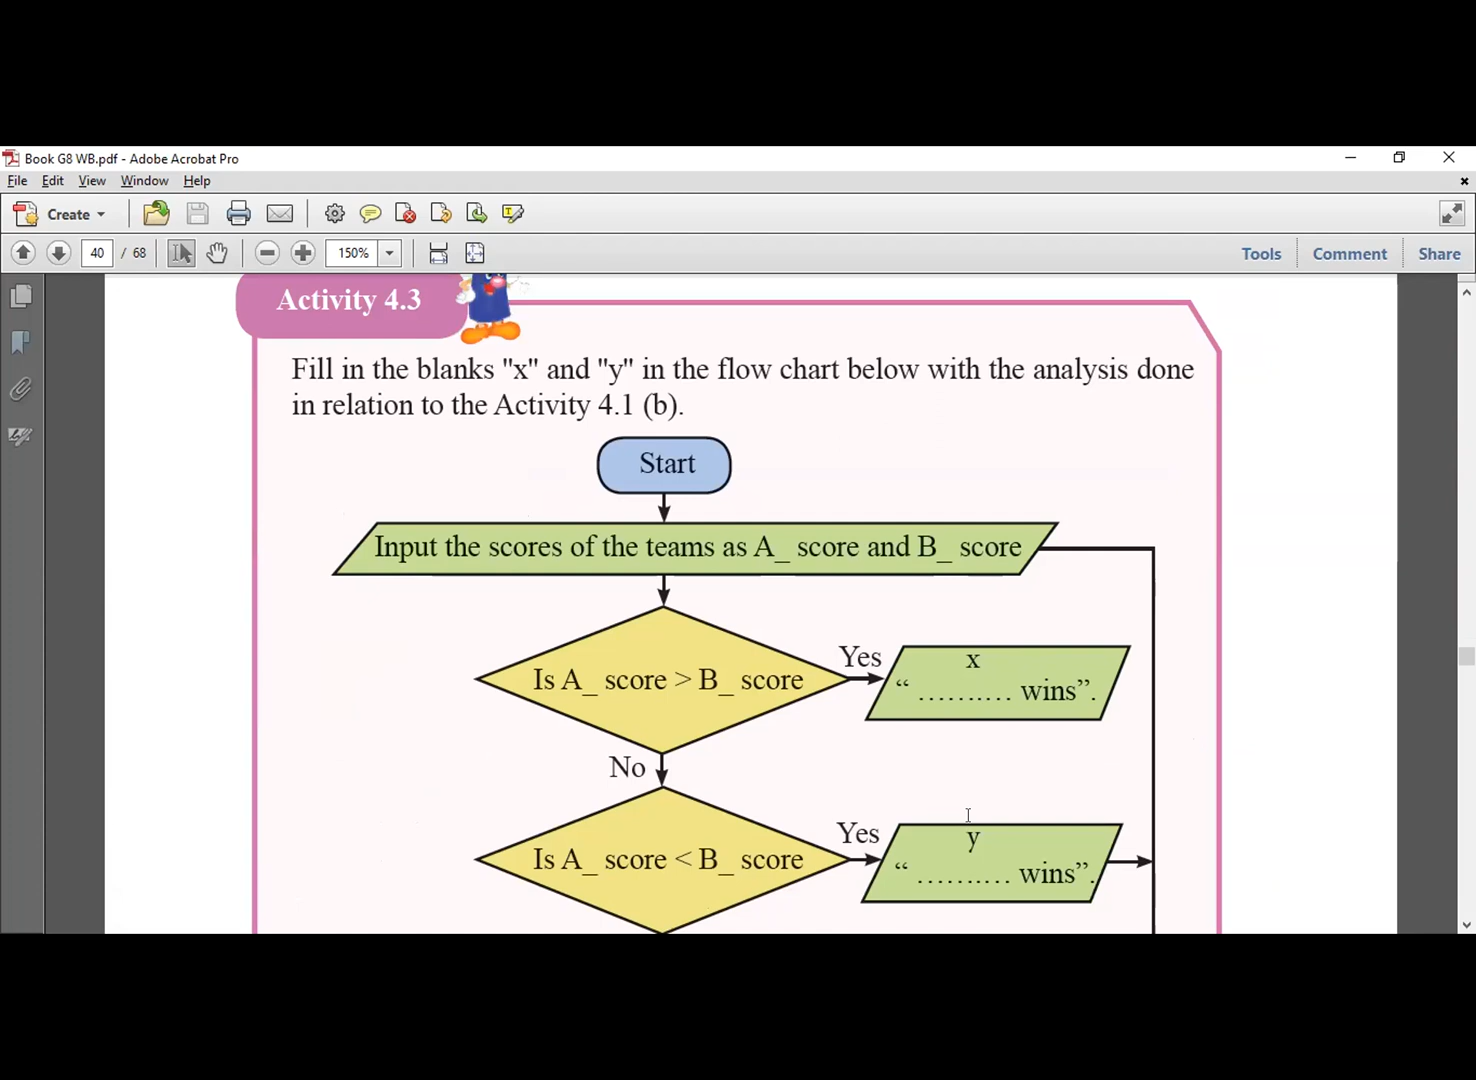 Book G8 WB.pdf - Adobe Acrobat Pro
File Edit View Window Help
Create
40 / 68 150% Tools Comment Share
Activity 4.3
Fill in the blanks "x" and "y" in the flow chart below with the analysis done
in relation to the Activity 4.1 (b).
Start
Input the scores of the teams as A_ score and B_ score
Is A_ score > B_ score
Yes
x
“ ………… wins”.
No
Is A_ score < B_ score
Yes
y
“ ………… wins”.